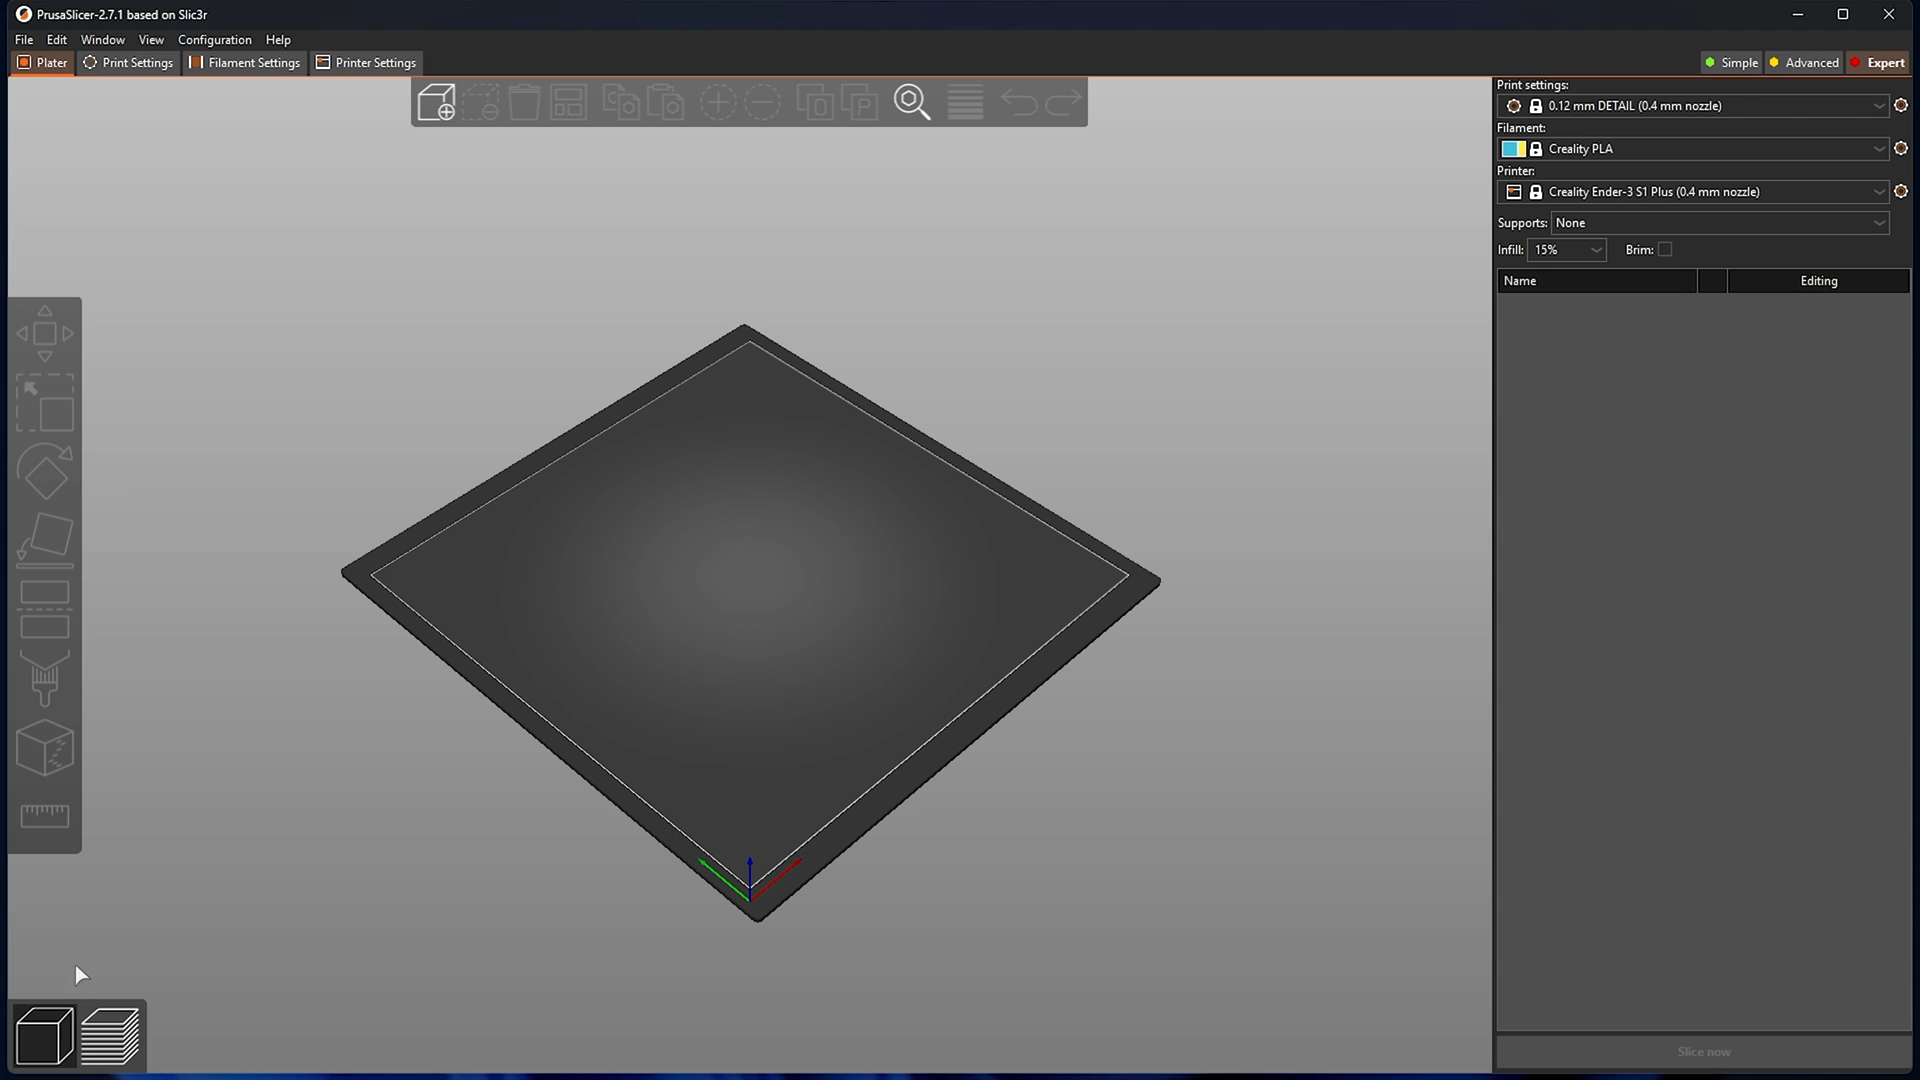 PrusaSlicer-2.7.1 based on Slic3r
File Edit Window View Configuration Help
Plater Print Settings Filament Settings Printer Settings Simple Advanced Expert
Print settings:
0.12 mm DETAIL (0.4 mm nozzle)
Filament:
Creality PLA
Printer:
Creality Ender-3 S1 Plus (0.4 mm nozzle)
Supports: None
Infill: 15% Brim:
Name Editing
Slice now